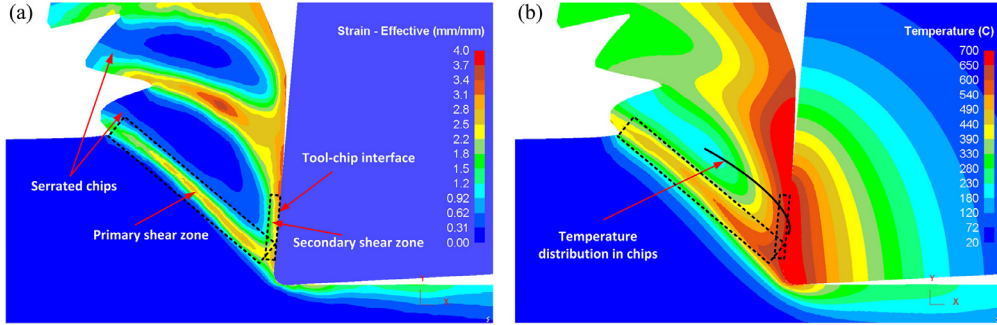 (a)
Strain - Effective (mm/mm)
4.0
3.7
3.4
3.1
2.8
2.5
2.2
1.8
1.5
1.2
0.92
0.62
0.31
0.00
Tool-chip interface
Serrated chips
Primary shear zone
Secondary shear zone
Y
X
s
(b)
Temperature (C)
700
650
600
540
490
440
390
330
280
230
180
120
72
20
Temperature
distribution in chips
Y
X